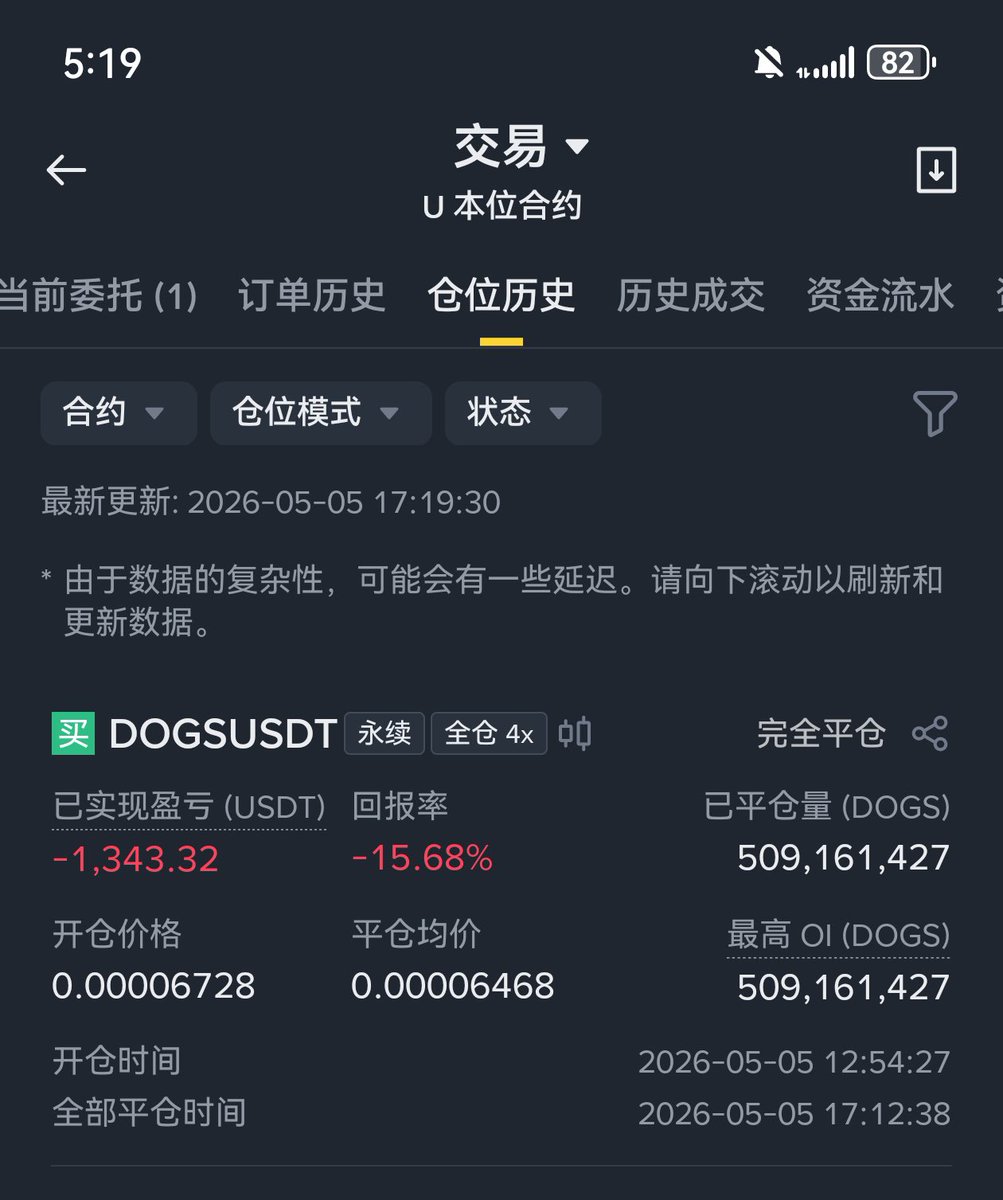 5:19 82
交易
U 本位合约
当前委托 (1) 订单历史 仓位历史 历史成交 资金流水
合约 仓位模式 状态
最新更新: 2026-05-05 17:19:30
* 由于数据的复杂性，可能会有一些延迟。请向下滚动以刷新和
更新数据。
买 DOGSUSDT 永续 全仓 4x 完全平仓
已实现盈亏 (USDT) 回报率 已平仓量 (DOGS)
-1,343.32 -15.68% 509,161,427
开仓价格 平仓均价 最高 OI (DOGS)
0.00006728 0.00006468 509,161,427
开仓时间 2026-05-05 12:54:27
全部平仓时间 2026-05-05 17:12:38